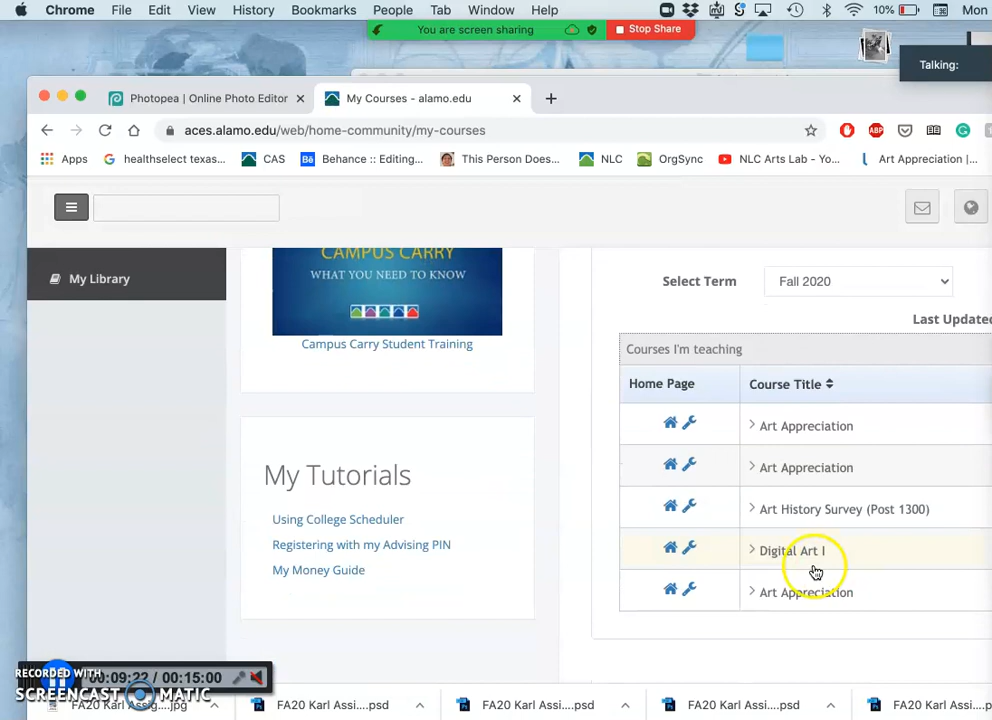 Chrome File Edit View History Bookmarks People Tab Window Help 10% Mon
You are screen sharing Stop Share
Talking:
Photopea | Online Photo Editor My Courses - alamo.edu
aces.alamo.edu/web/home-community/my-courses
Apps healthselect texas... CAS Behance :: Editing... This Person Does... NLC OrgSync NLC Arts Lab - Yo... Art Appreciation |...
My Library
CAMPUS CARRY
WHAT YOU NEED TO KNOW
Campus Carry Student Training
My Tutorials
Using College Scheduler
Registering with my Advising PIN
My Money Guide
Select Term Fall 2020
Last Updated
Courses I'm teaching
Home Page Course Title
Art Appreciation
Art Appreciation
Art History Survey (Post 1300)
Digital Art I
Art Appreciation
RECORDED WITH
SCREENCAST MATIC
00:09:22 / 00:15:00
FA20 Karl Assig....jpg FA20 Karl Assi....psd FA20 Karl Assi....psd FA20 Karl Assi....psd FA20 Karl Assi....p